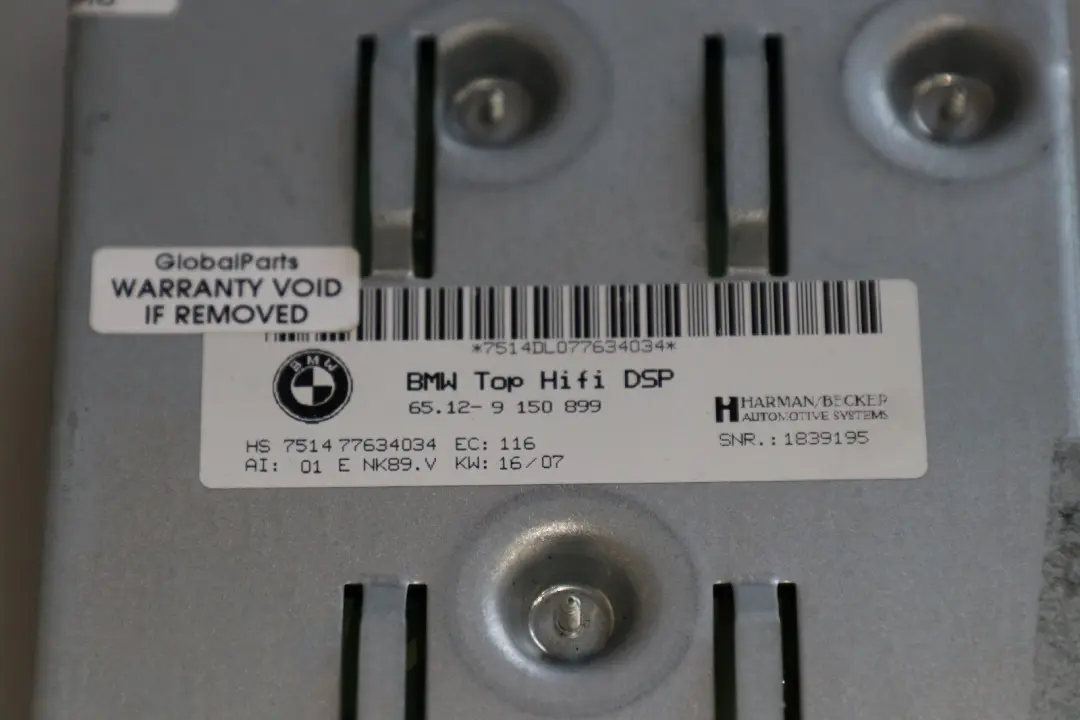 GlobalParts
WARRANTY VOID
IF REMOVED
*7514DL077634034*
BMW
BMW Top Hifi DSP
65.12- 9 150 899
HARMAN/BECKER
AUTOMOTIVE SYSTEMS
SNR.: 1839195
HS 7514 77634034 EC: 116
AI: 01 E NK89.V KW: 16/07